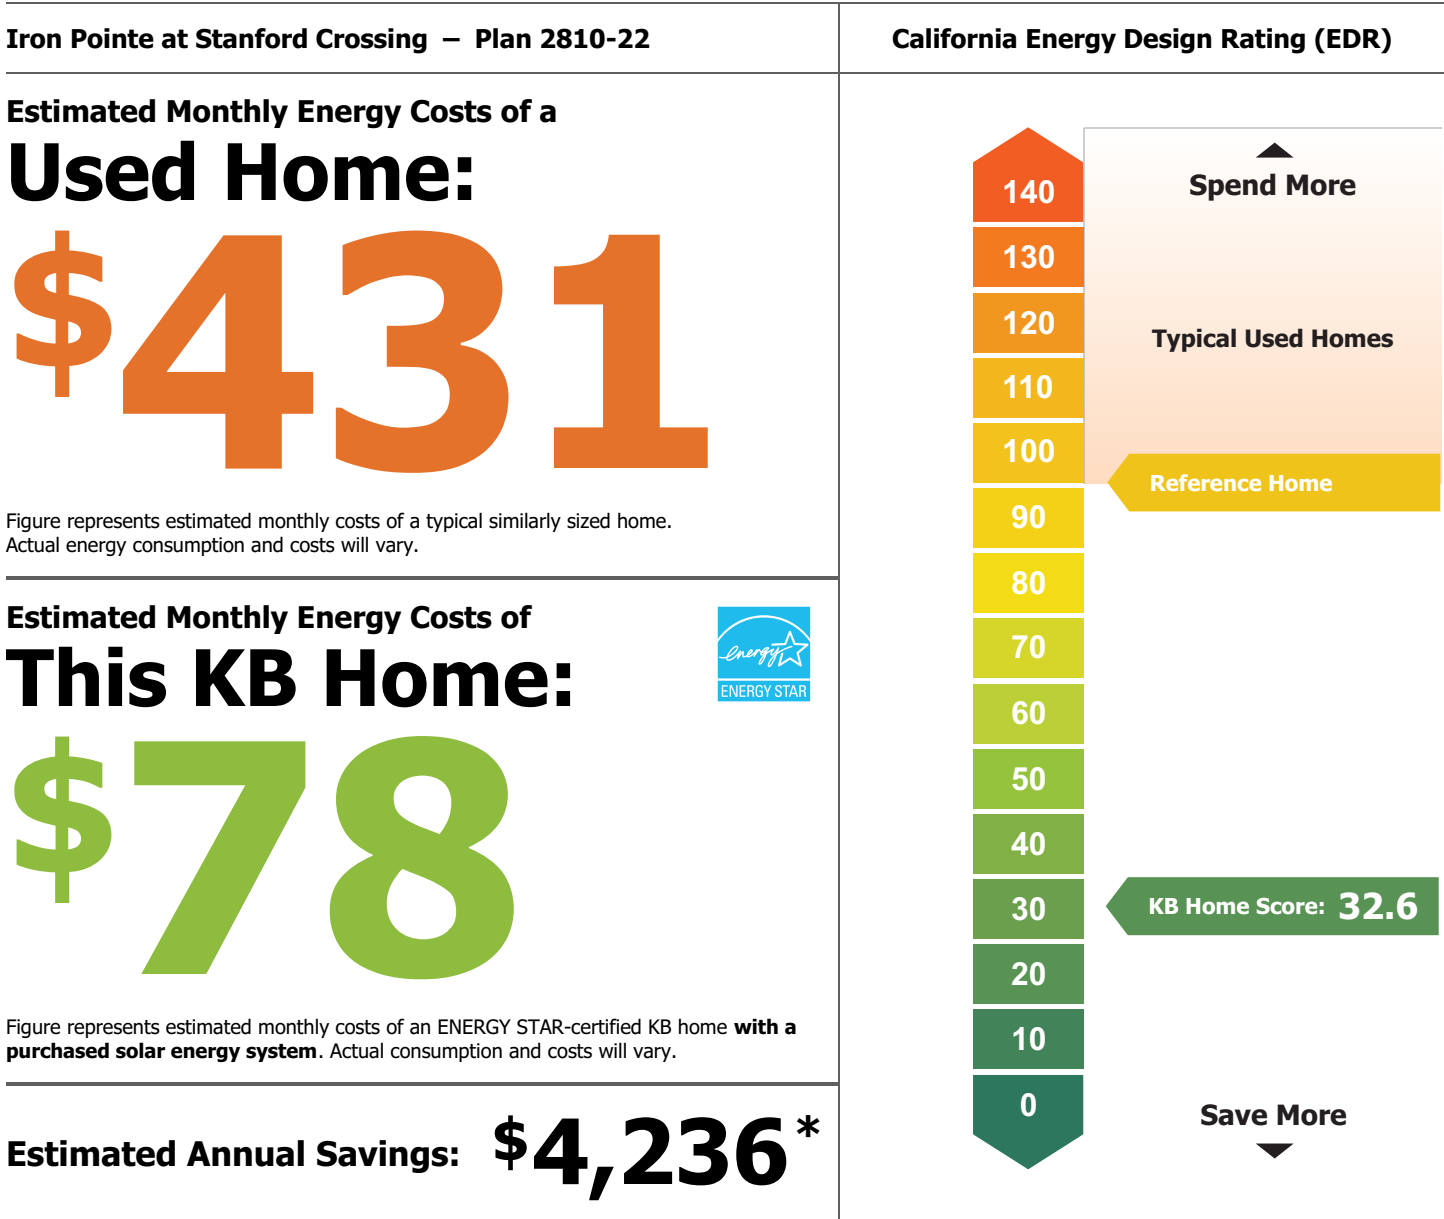 Iron Pointe at Stanford Crossing – Plan 2810-22
Estimated Monthly Energy Costs of a
Used Home:
$431
Figure represents estimated monthly costs of a typical similarly sized home.
Actual energy consumption and costs will vary.
Estimated Monthly Energy Costs of
This KB Home:
$78
energy
ENERGY STAR
Figure represents estimated monthly costs of an ENERGY STAR-certified KB home with a
purchased solar energy system. Actual consumption and costs will vary.
Estimated Annual Savings: $4,236*
California Energy Design Rating (EDR)
140
130
120
110
100
90
80
70
60
50
40
30
20
10
0
Spend More
Typical Used Homes
Reference Home
KB Home Score: 32.6
Save More